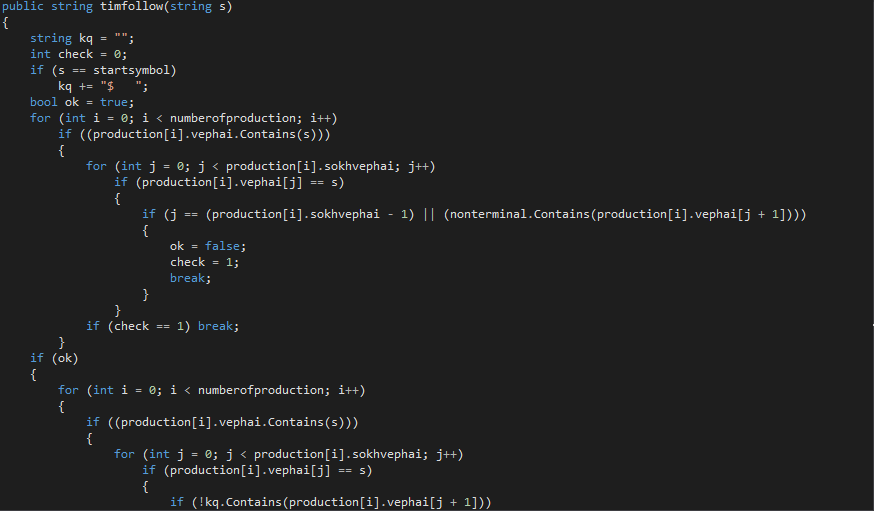 public string timfollow(string s)
{
    string kq = "";
    int check = 0;
    if (s == startsymbol)
        kq += "$   ";
    bool ok = true;
    for (int i = 0; i < numberofproduction; i++)
        if ((production[i].vephai.Contains(s)))
        {
            for (int j = 0; j < production[i].sokhvephai; j++)
                if (production[i].vephai[j] == s)
                {
                    if (j == (production[i].sokhvephai - 1) || (nonterminal.Contains(production[i].vephai[j + 1])))
                    {
                        ok = false;
                        check = 1;
                        break;
                    }
                }
            if (check == 1) break;
        }
    if (ok)
    {
        for (int i = 0; i < numberofproduction; i++)
        {
            if ((production[i].vephai.Contains(s)))
            {
                for (int j = 0; j < production[i].sokhvephai; j++)
                    if (production[i].vephai[j] == s)
                    {
                        if (!kq.Contains(production[i].vephai[j + 1]))